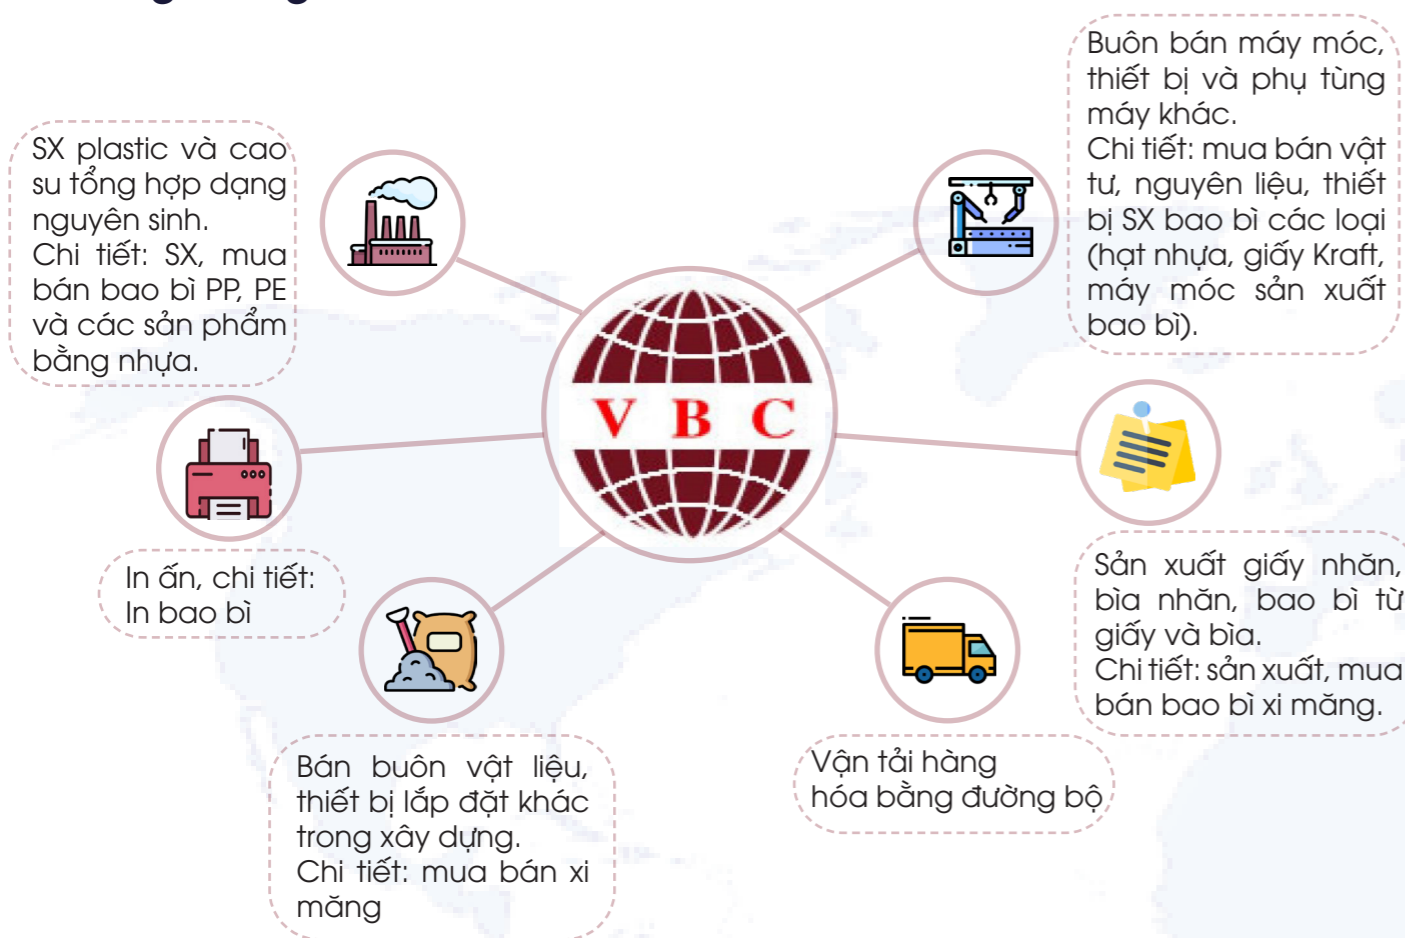 SX plastic và cao
su tổng hợp dạng
nguyên sinh.
Chi tiết: SX, mua
bán bao bì PP, PE
và các sản phẩm
bằng nhựa.
Buôn bán máy móc,
thiết bị và phụ tùng
máy khác.
Chi tiết: mua bán vật
tư, nguyên liệu, thiết
bị SX bao bì các loại
(hạt nhựa, giấy Kraft,
máy móc sản xuất
bao bì).
V B C
In ấn, chi tiết:
In bao bì
Sản xuất giấy nhăn,
bìa nhăn, bao bì từ
giấy và bìa.
Chi tiết: sản xuất, mua
bán bao bì xi măng.
Bán buôn vật liệu,
thiết bị lắp đặt khác
trong xây dựng.
Chi tiết: mua bán xi
măng
Vận tải hàng
hóa bằng đường bộ